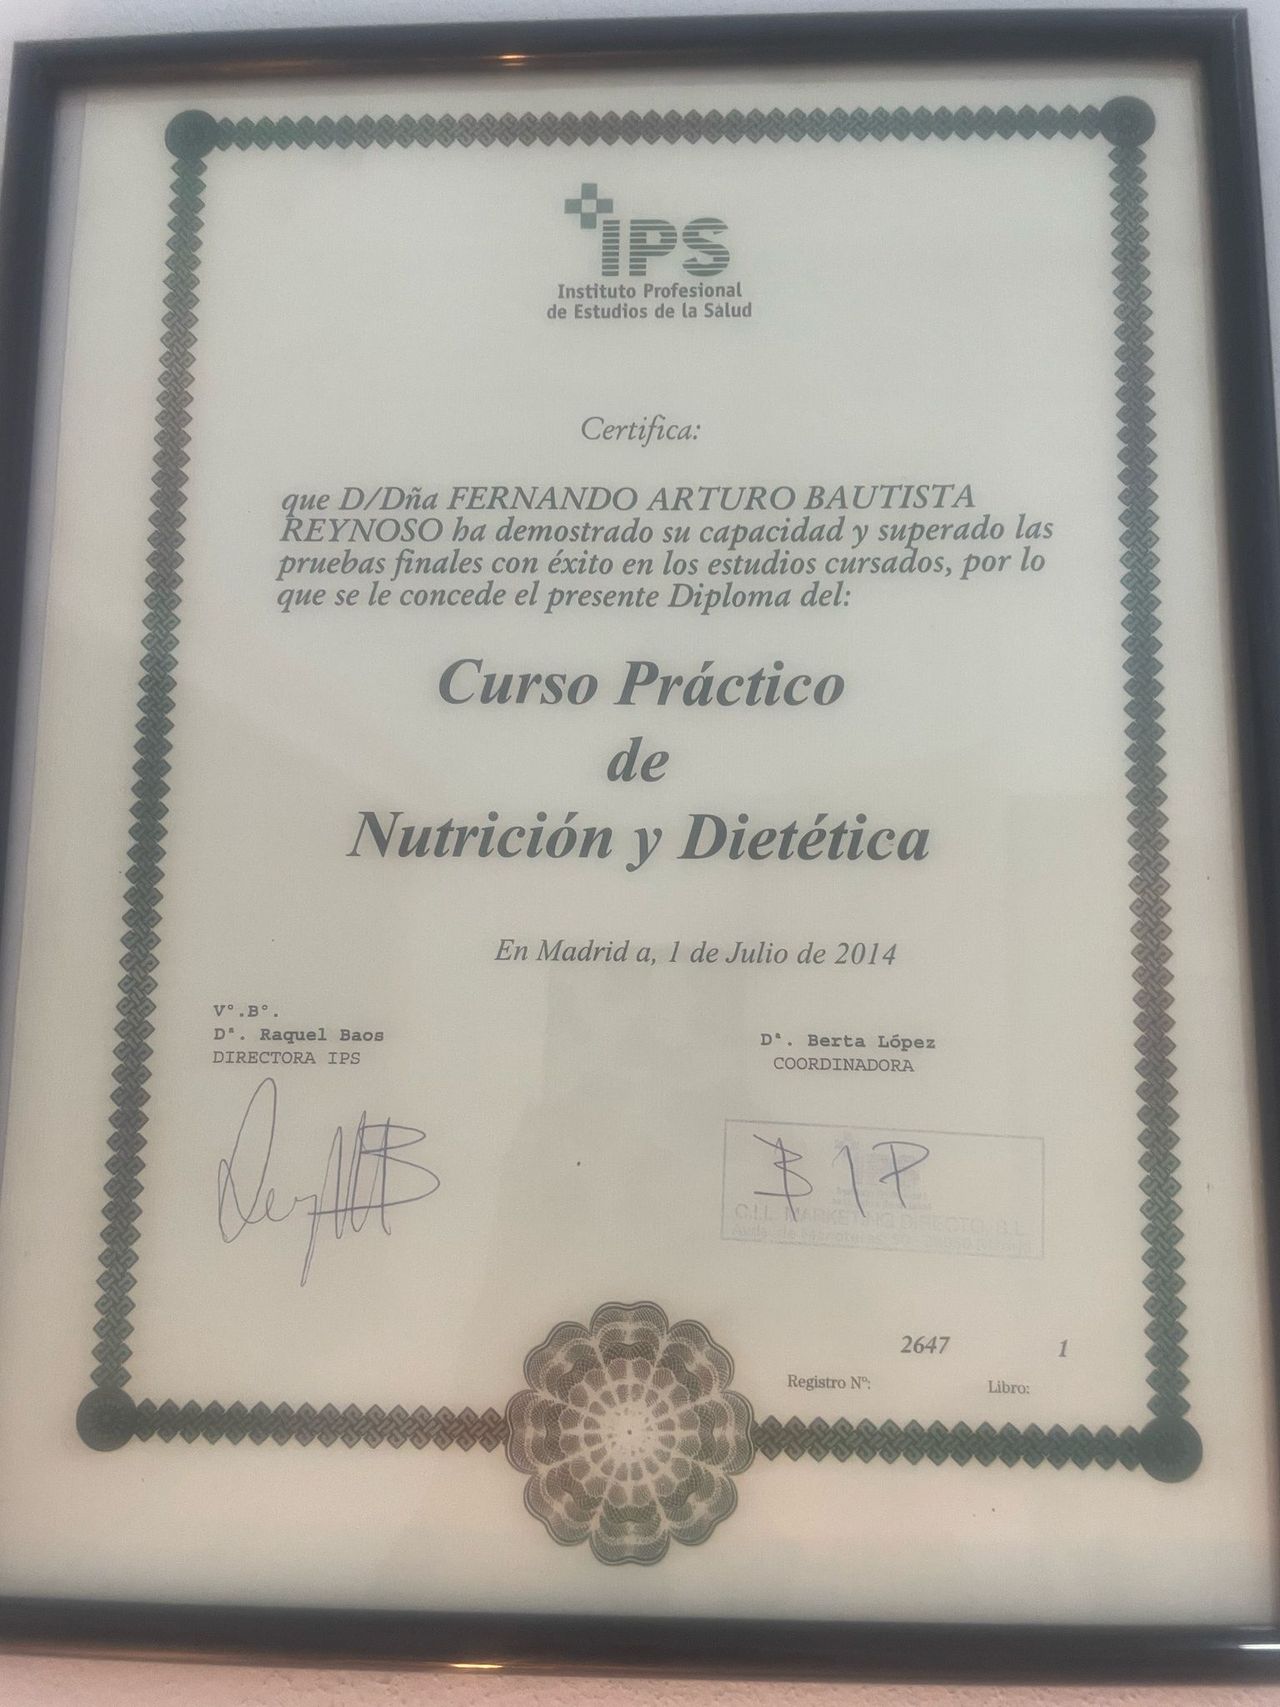 IPS
Instituto Profesional
de Estudios de la Salud
Certifica:
que D/Dña FERNANDO ARTURO BAUTISTA
REYNOSO ha demostrado su capacidad y superado las
pruebas finales con éxito en los estudios cursados, por lo
que se le concede el presente Diploma del:
Curso Práctico
de
Nutrición y Dietética
En Madrid a, 1 de Julio de 2014
Vº.Bº.
Dª. Raquel Baos
DIRECTORA IPS
Dª. Berta López
COORDINADORA
C.I.L. MARKETING DIRECTO, S.L.
2647 1
Registro Nº: Libro: